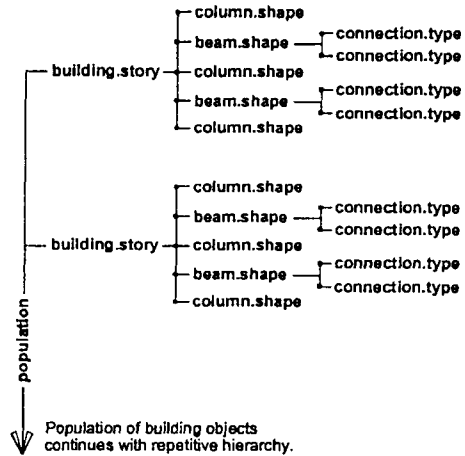 column.shape
beam.shape
connection.type
connection.type
building.story
column.shape
beam.shape
connection.type
connection.type
column.shape
column.shape
beam.shape
connection.type
connection.type
building.story
column.shape
beam.shape
connection.type
connection.type
column.shape
population
Population of building objects
continues with repetitive hierarchy.